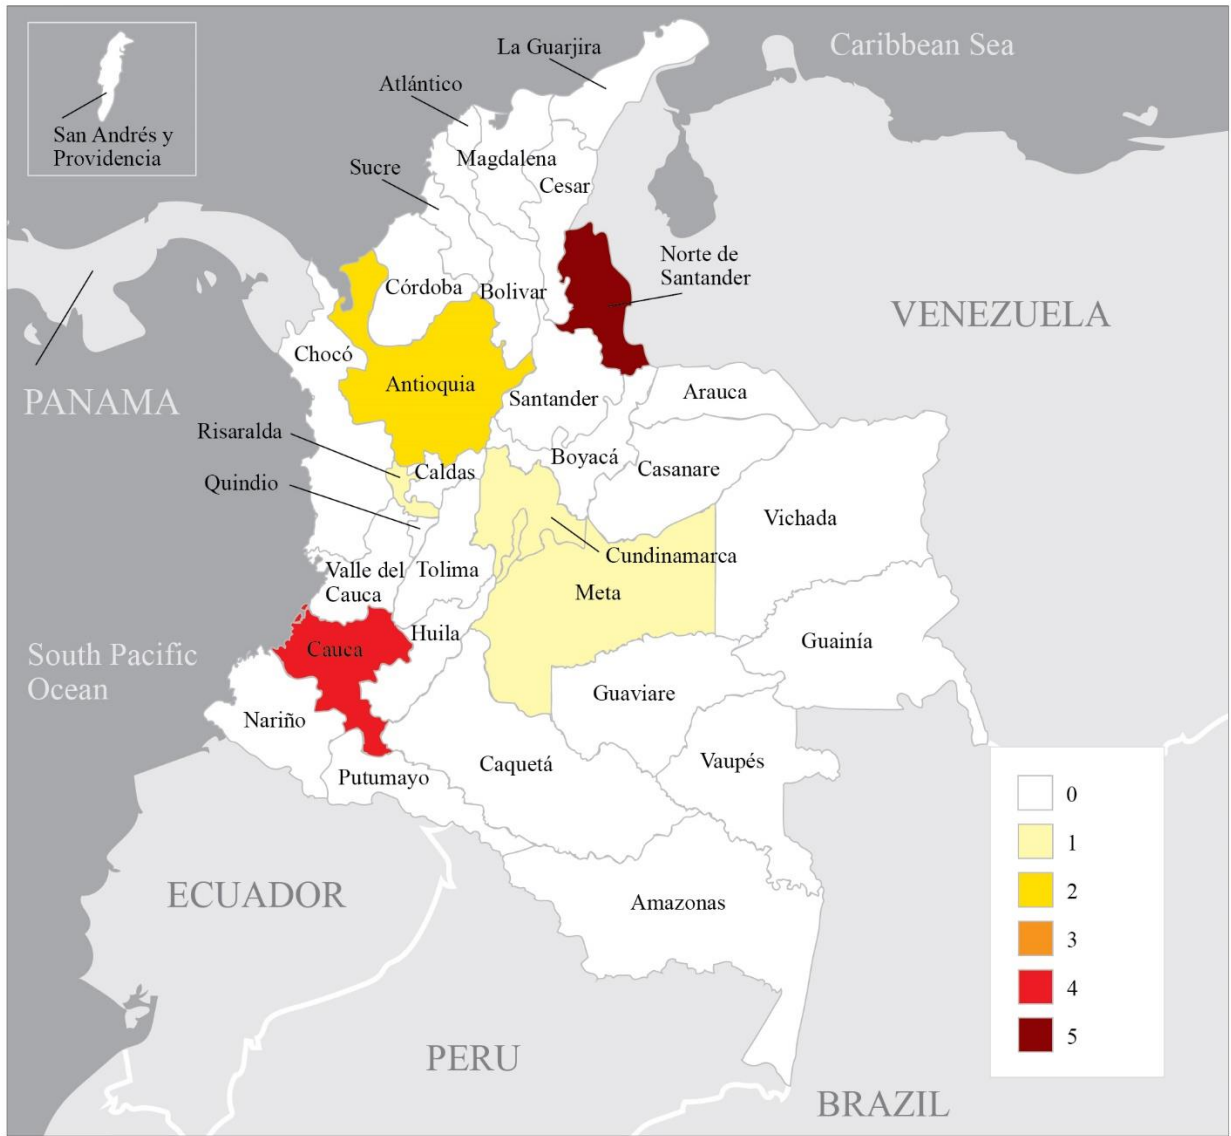 La Guarjira
Caribbean Sea
Atlántico
San Andrés y
Providencia
Magdalena
Sucre
Cesar
Norte de
Santander
Córdoba
Bolivar
VENEZUELA
Chocó
Antioquia
Santander
Arauca
PANAMA
Risaralda
Caldas
Boyacá
Casanare
Quindio
Vichada
Cundinamarca
Valle del
Cauca
Tolima
Meta
Huila
Cauca
Guainía
South Pacific
Ocean
Guaviare
Nariño
Putumayo
Caquetá
Vaupés
0
1
2
3
4
5
ECUADOR
Amazonas
PERU
BRAZIL